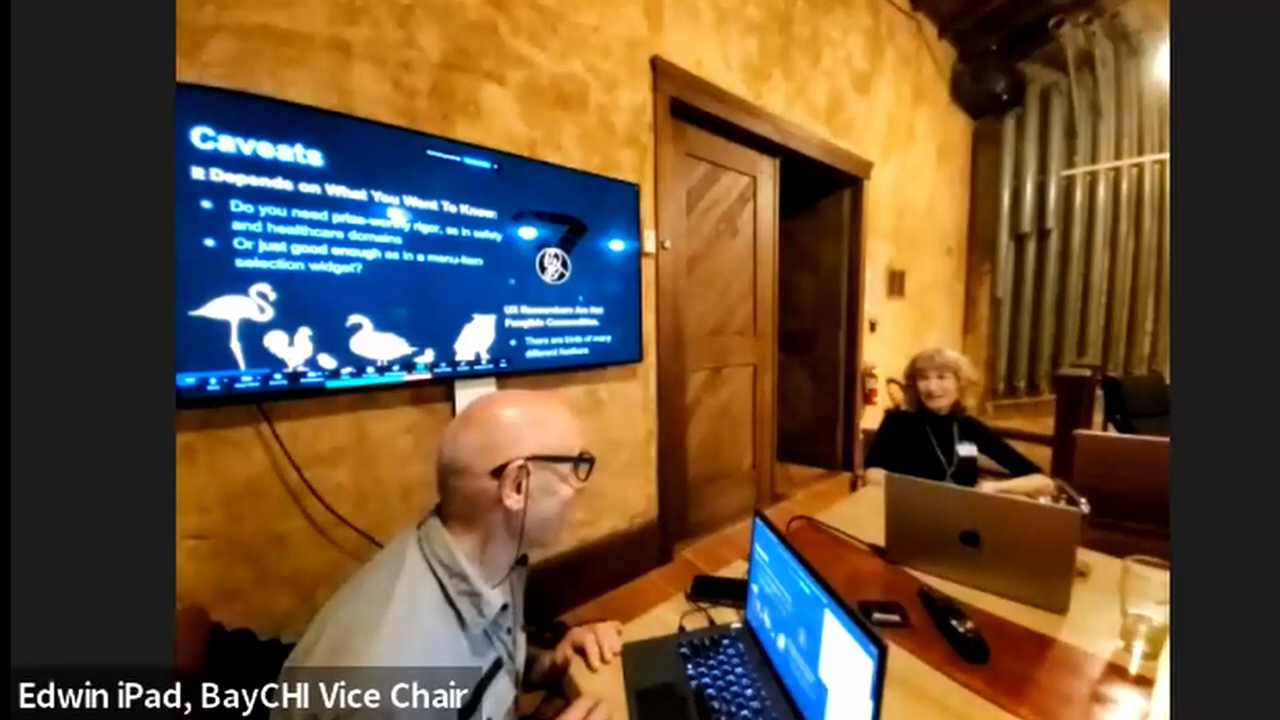 Caveats
It Depends on What You Want To Know:
Do you need prize-worthy rigor, as in safety
and healthcare domains
Or just good enough as in a menu-item
selection widget?
UX Researchers Are Not
Fungible Commodities.
There are birds of many
different feathers
Edwin iPad, BayCHI Vice Chair